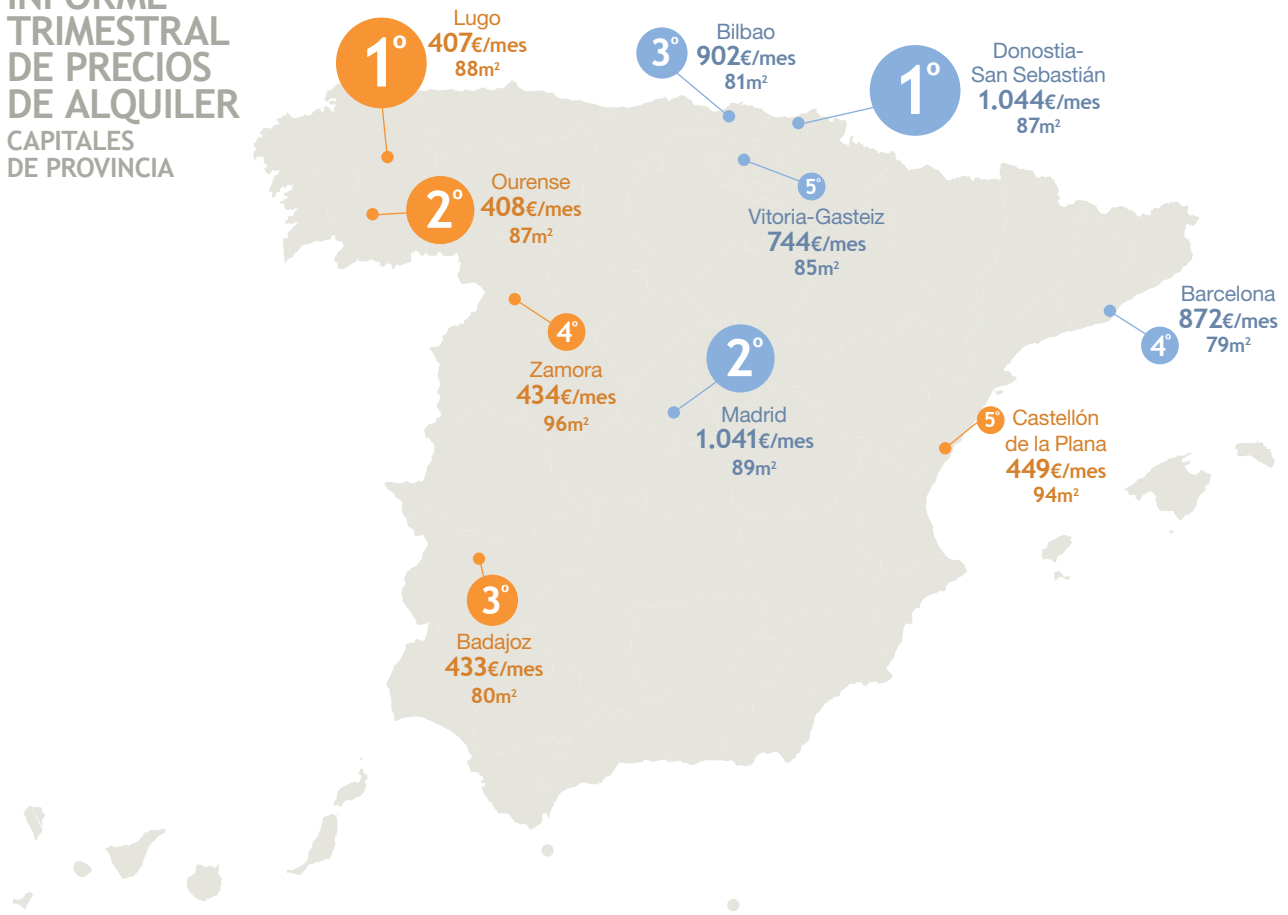 INFORME
TRIMESTRAL
DE PRECIOS
DE ALQUILER
CAPITALES
DE PROVINCIA
1º
Lugo
407€/mes
88m²
2º
Ourense
408€/mes
87m²
3º
Bilbao
902€/mes
81m²
1º
Donostia-
San Sebastián
1.044€/mes
87m²
5º
Vitoria-Gasteiz
744€/mes
85m²
4º
Zamora
434€/mes
96m²
2º
Madrid
1.041€/mes
89m²
Barcelona
872€/mes
79m²
4º
5º
Castellón
de la Plana
449€/mes
94m²
3º
Badajoz
433€/mes
80m²